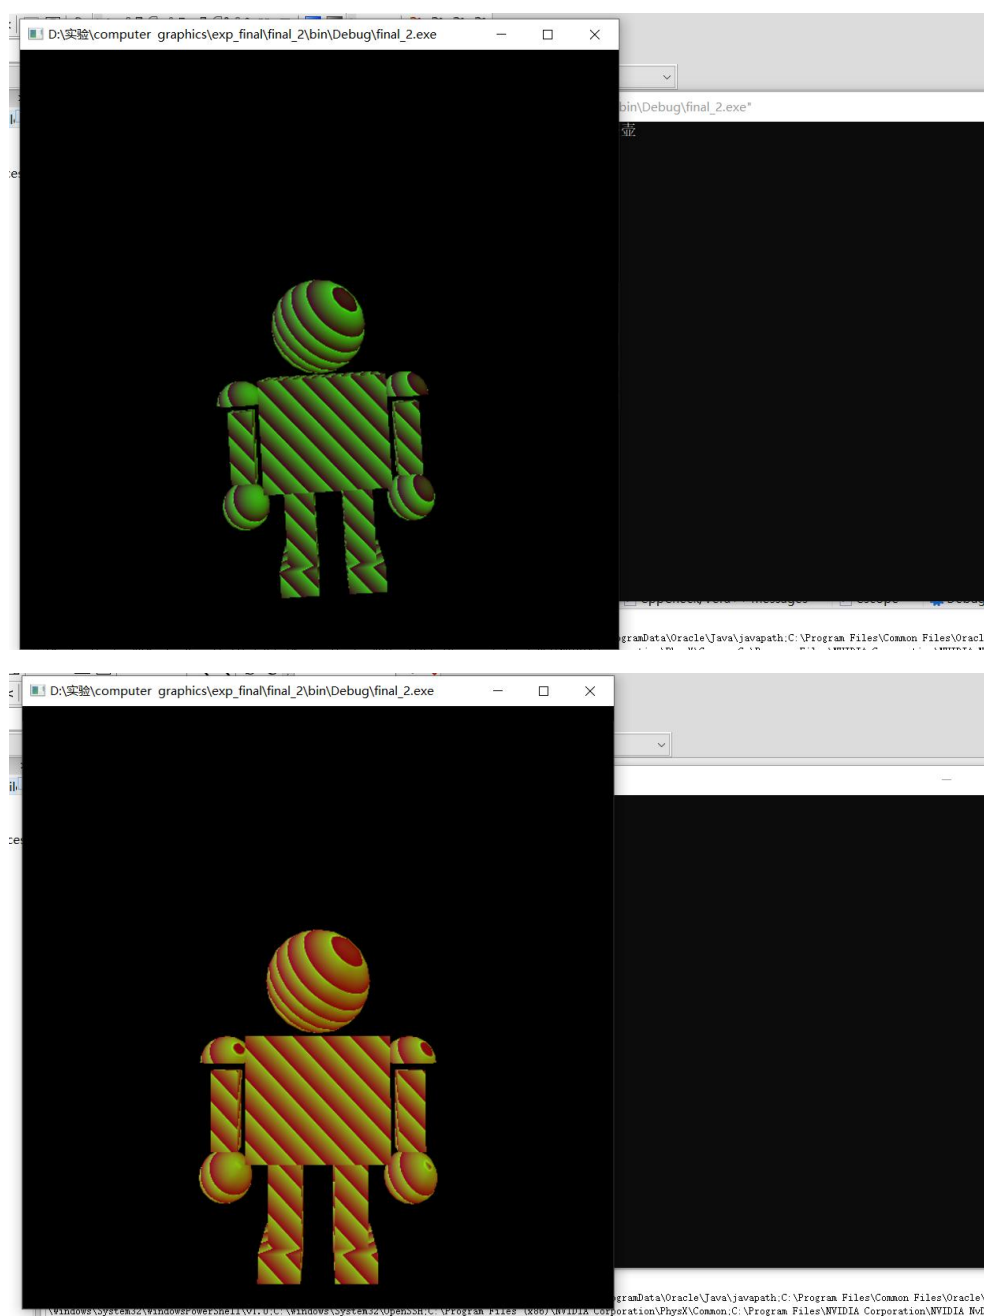 D:\实验\computer graphics\exp_final\final_2\bin\Debug\final_2.exe
bin\Debug\final_2.exe"
壶
ogramData\Oracle\Java\javapath;C:\Program Files\Common Files\Oracl
D:\实验\computer graphics\exp_final\final_2\bin\Debug\final_2.exe
ogramData\Oracle\Java\javapath;C:\Program Files\Common Files\Oracle\
\Windows\System32\WindowsPowerShell\v1.0;C:\Windows\System32\OpenSSH;C:\Program Files (x86)\NVIDIA Corporation\PhysX\Common;C:\Program Files\NVIDIA Corporation\NVIDIA NvD